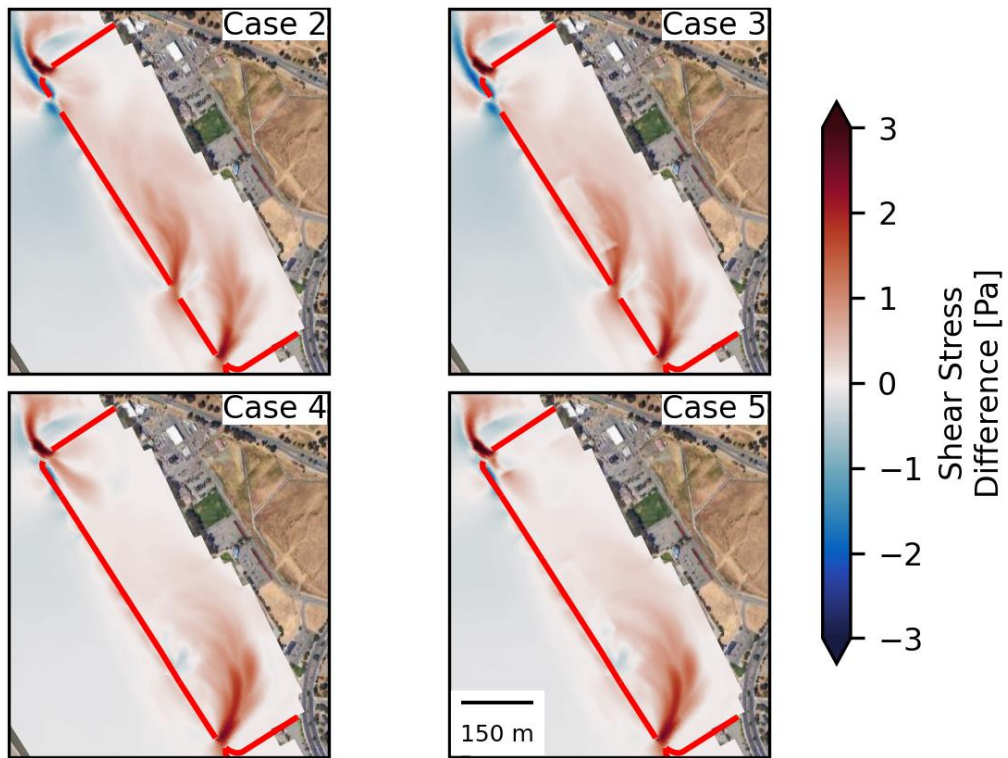 Case 2
Case 3
Case 4
Case 5
150 m
3
2
1
0
−1
−2
−3
Shear Stress
Difference [Pa]